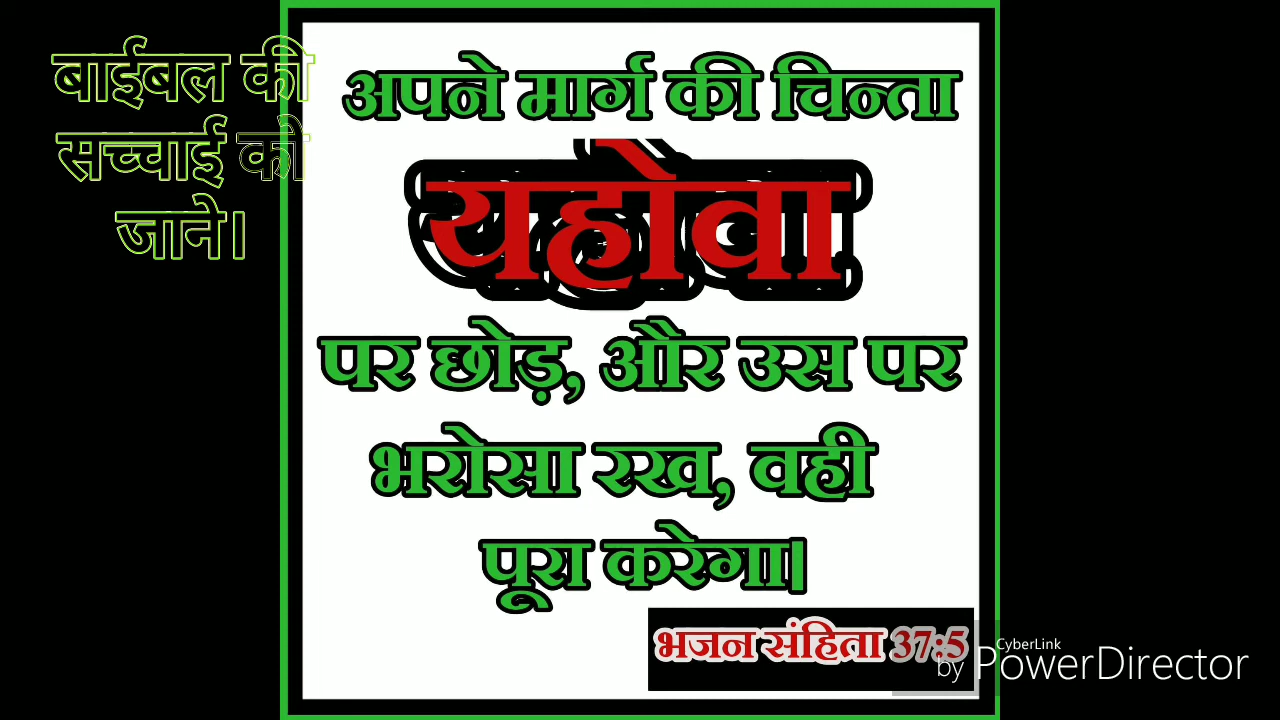 बाईबल की
सच्चाई को
जाने।
अपने मार्ग की चिन्ता
यहोवा
पर छोड़, और उस पर
भरोसा रख, वही
पूरा करेगा।
भजन संहिता 37:5
CyberLink
by PowerDirector